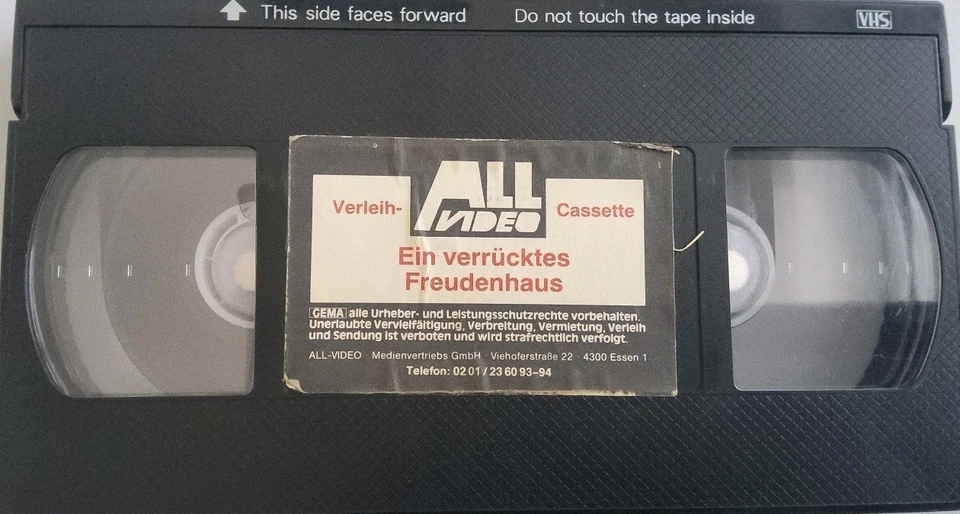 This side faces forward Do not touch the tape inside VHS
ALL
VIDEO
Verleih- Cassette
Ein verrücktes
Freudenhaus
GEMA alle Urheber- und Leistungsschutzrechte vorbehalten.
Unerlaubte Vervielfältigung, Verbreitung, Vermietung, Verleih
und Sendung ist verboten und wird strafrechtlich verfolgt.
ALL-VIDEO · Medienvertriebs GmbH · Viehoferstraße 22 · 4300 Essen 1
Telefon: 02 01 / 23 60 93–94